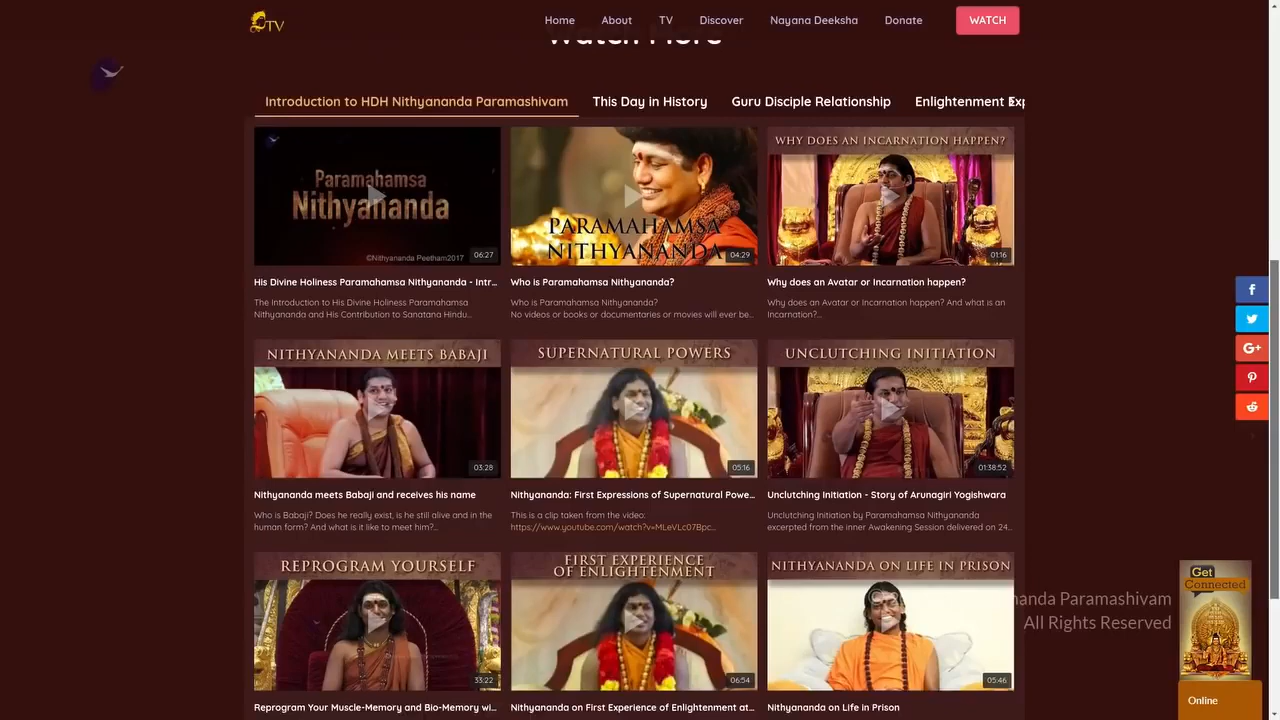 TV
Home
About
TV
Discover
Nayana Deeksha
Donate
WATCH
Watch More
Introduction to HDH Nithyananda Paramashivam
This Day in History
Guru Disciple Relationship
Enlightenment Exp
Paramahamsa
Nithyananda
06:27
©Nithyananda Peetham2017
PARAMAHAMSA
NITHYANANDA
04:29
WHY DOES AN INCARNATION HAPPEN?
01:16
His Divine Holiness Paramahamsa Nithyananda - Intr...
The Introduction to His Divine Holiness Paramahamsa
Nithyananda and His Contribution to Sanatana Hindu...
Who is Paramahamsa Nithyananda?
Who is Paramahamsa Nithyananda?
No videos or books or documentaries or movies will ever be...
Why does an Avatar or Incarnation happen?
Why does an Avatar or Incarnation happen? And what is an
Incarnation?...
NITHYANANDA MEETS BABAJI
03:28
SUPERNATURAL POWERS
05:16
UNCLUTCHING INITIATION
01:38:52
Nithyananda meets Babaji and receives his name
Who is Babaji? Does he really exist, is he still alive and in the
human form? And what is it like to meet him?...
Nithyananda: First Expressions of Supernatural Powe...
This is a clip taken from the video:
https://www.youtube.com/watch?v=MLeVLc07Bpc...
Unclutching Initiation - Story of Arunagiri Yogishwara
Unclutching Initiation by Paramahamsa Nithyananda
excerpted from the inner Awakening Session delivered on 24...
REPROGRAM YOURSELF
33:22
FIRST EXPERIENCE
OF ENLIGHTENMENT
06:54
NITHYANANDA ON LIFE IN PRISON
05:46
Reprogram Your Muscle-Memory and Bio-Memory wi...
Nithyananda on First Experience of Enlightenment at...
Nithyananda on Life in Prison
nanda Paramashivam
All Rights Reserved
G+
Get
Connected
Online